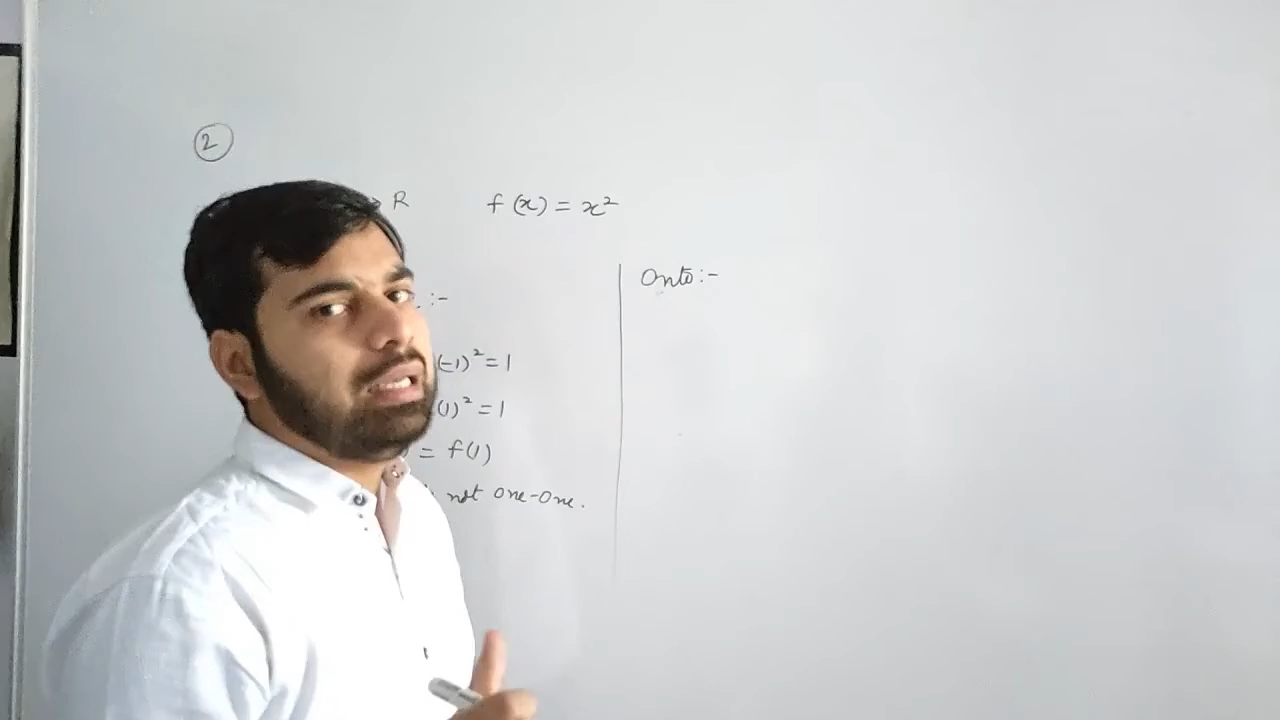 ②
R f(x) = x²
:-
(-1)² = 1
(1)² = 1
= f(1)
not one-one.
Onto:-